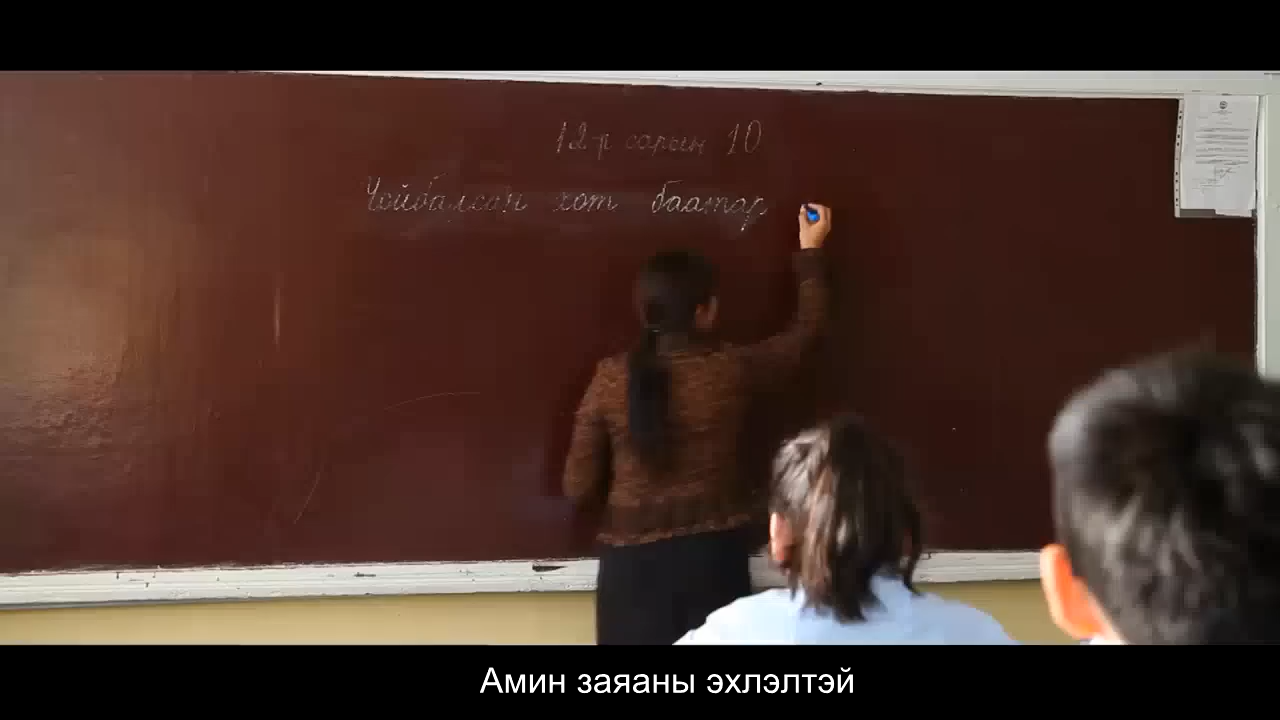 12-р сарын 10
Чойбалсан хот баатар
Амин заяаны эхлэлтэй